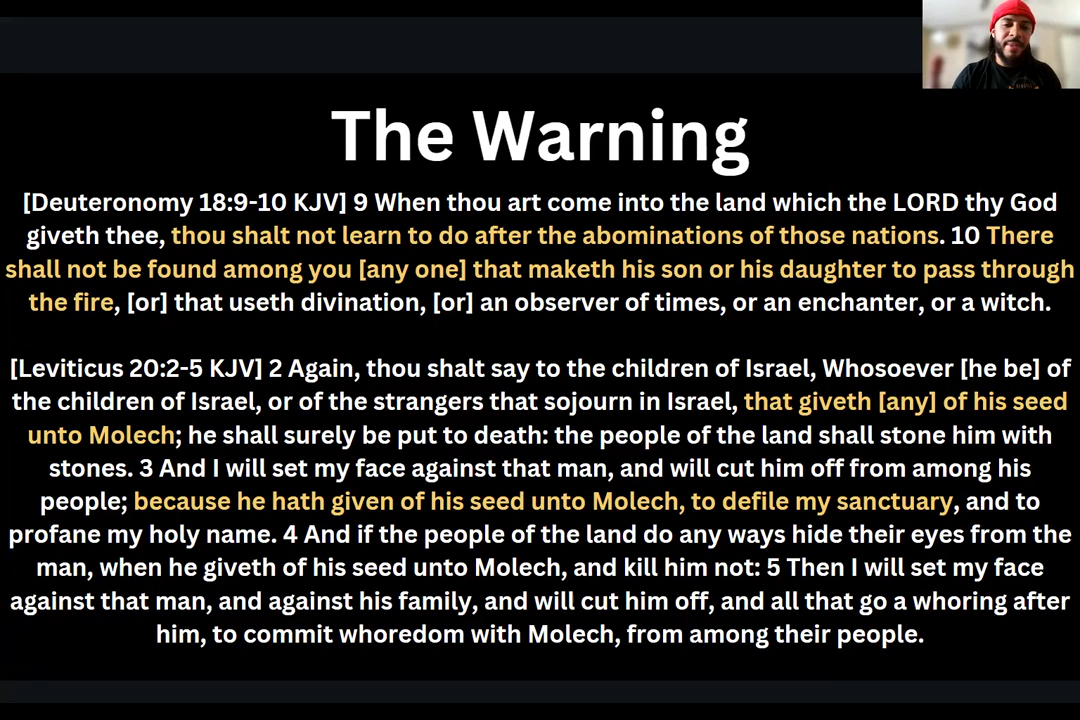 The Warning
[Deuteronomy 18:9-10 KJV] 9 When thou art come into the land which the LORD thy God
giveth thee, thou shalt not learn to do after the abominations of those nations. 10 There
shall not be found among you [any one] that maketh his son or his daughter to pass through
the fire, [or] that useth divination, [or] an observer of times, or an enchanter, or a witch.
[Leviticus 20:2-5 KJV] 2 Again, thou shalt say to the children of Israel, Whosoever [he be] of
the children of Israel, or of the strangers that sojourn in Israel, that giveth [any] of his seed
unto Molech; he shall surely be put to death: the people of the land shall stone him with
stones. 3 And I will set my face against that man, and will cut him off from among his
people; because he hath given of his seed unto Molech, to defile my sanctuary, and to
profane my holy name. 4 And if the people of the land do any ways hide their eyes from the
man, when he giveth of his seed unto Molech, and kill him not: 5 Then I will set my face
against that man, and against his family, and will cut him off, and all that go a whoring after
him, to commit whoredom with Molech, from among their people.